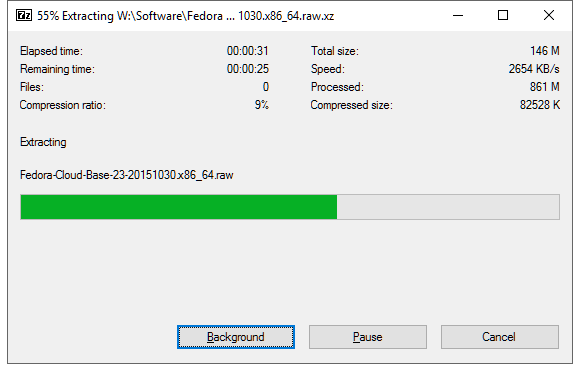 7z 55% Extracting W:\Software\Fedora ... 1030.x86_64.raw.xz
Elapsed time: 00:00:31 Total size: 146 M
Remaining time: 00:00:25 Speed: 2654 KB/s
Files: 0 Processed: 861 M
Compression ratio: 9% Compressed size: 82528 K
Extracting
Fedora-Cloud-Base-23-20151030.x86_64.raw
Background Pause Cancel